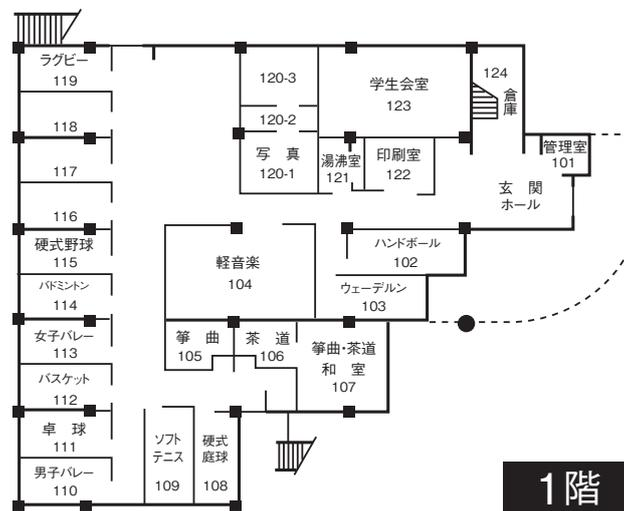 ラグビー
119
118
117
116
硬式野球
115
バドミントン
114
女子バレー
113
バスケット
112
卓 球
111
男子バレー
110
120-3
120-2
写 真
120-1
学生会室
123
124
倉庫
湯沸室
121
印刷室
122
管理室
101
玄 関
ホール
軽音楽
104
ハンドボール
102
ウェーデルン
103
箏 曲
105
茶 道
106
箏曲・茶道
和 室
107
ソフト
テニス
109
硬式
庭球
108
1階